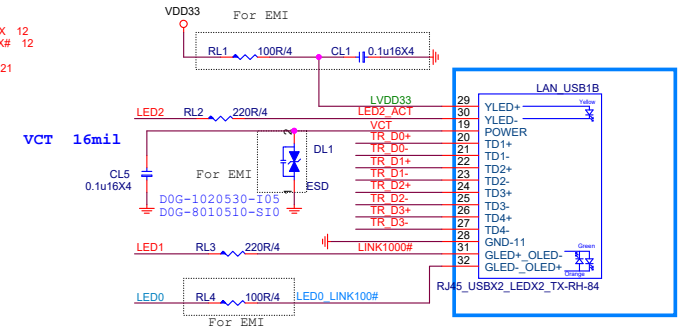 VDD33
For EMI
X 12
X# 12
21
RL1 100R/4 CL1 0.1u16X4
LAN_USB1B
LVDD33 29 YLED+ Yellow
LED2 RL2 220R/4 LED2_ACT 30 YLED-
VCT 16mil
VCT 19 POWER
TR_D0+ 20 TD1+
TR_D0- 21 TD1-
TR_D1+ 22 TD2+
TR_D1- 23 TD2-
TR_D2+ 24 TD3+
TR_D2- 25 TD3-
TR_D3+ 26 TD4+
TR_D3- 27 TD4-
28 GND-11
2
DL1
CL5
0.1u16X4
For EMI
1
ESD
D0G-1020530-I05
D0G-8010510-SI0
LED1 RL3 220R/4 LINK1000# 31 GLED+_OLED- Green
32 GLED-_OLED+ Orange
RJ45_USBX2_LEDX2_TX-RH-84
LED0 RL4 100R/4 LED0_LINK100#
For EMI